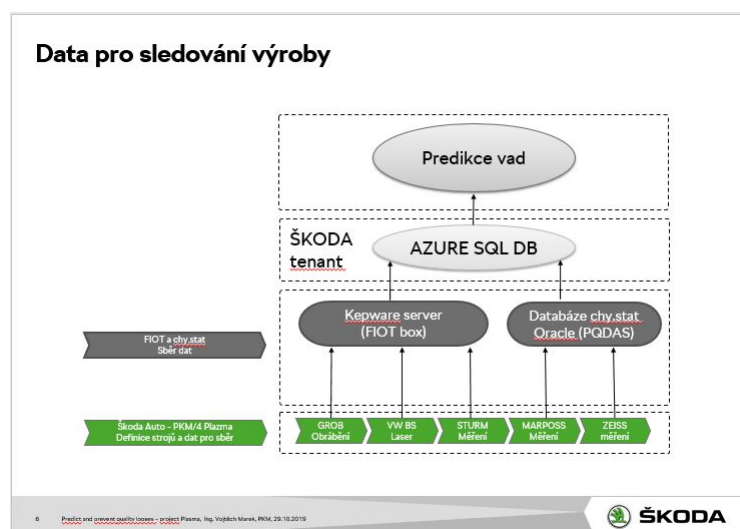 Data pro sledování výroby
Predikce vad
ŠKODA
tenant
AZURE SQL DB
Kepware server
(FIOT box)
Databáze chy.stat
Oracle (PQDAS)
FIOT a chy.stat
Sběr dat
Škoda Auto - PKM/4 Plazma
Definice strojů a dat pro sběr
GROB
Obrábění
VW BS
Laser
STURM
Měření
MARPOSS
Měření
ZEISS
měření
6
Predict and prevent quality looses – project Plasma, Ing. Vojtěch Marek, PKM, 29.10.2019
ŠKODA